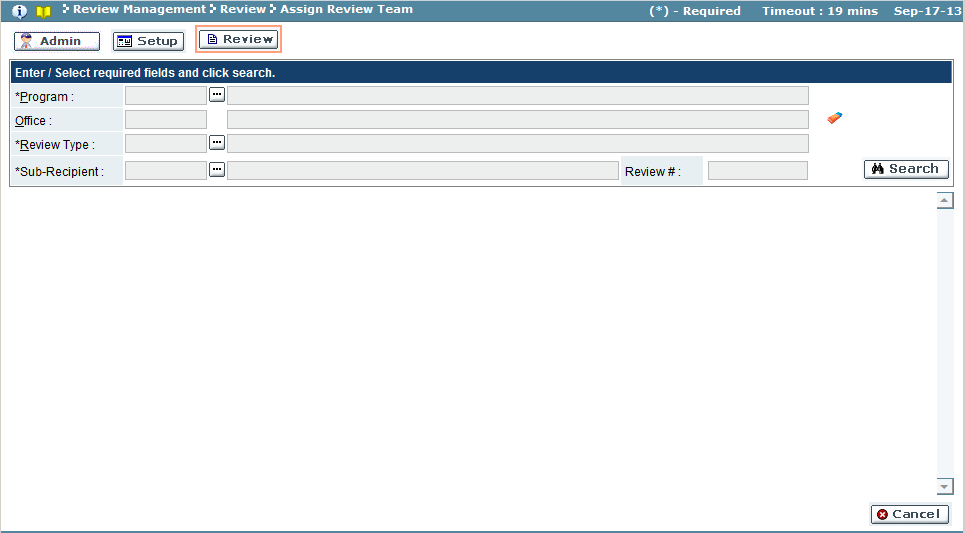 Review Management Review Assign Review Team (*) - Required Timeout : 19 mins Sep-17-13
Admin Setup Review
Enter / Select required fields and click search.
*Program :
Office :
*Review Type :
*Sub-Recipient : Review # : Search
Cancel